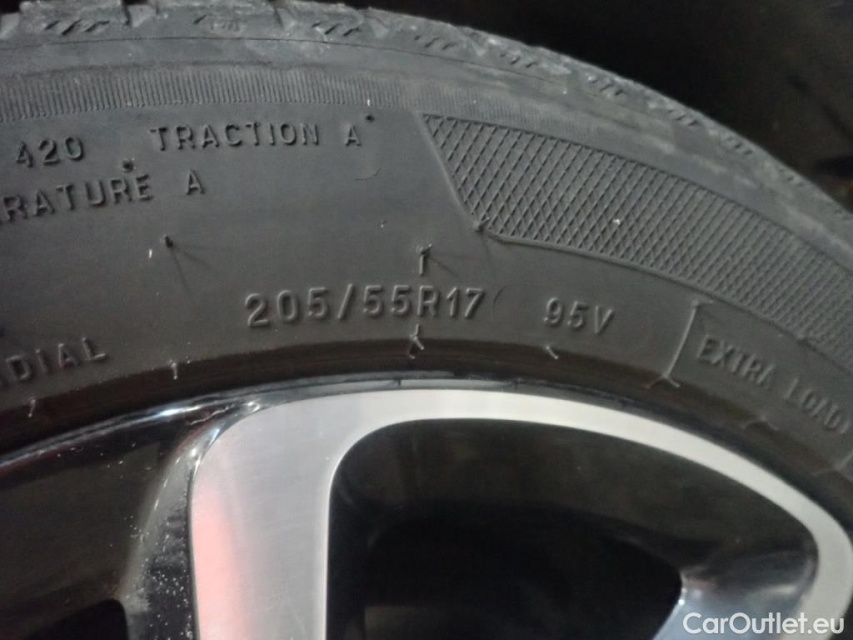 420 TRACTION A
RATURE A
205/55R17 95V
EXTRA LOAD
DIAL
CarOutlet.eu